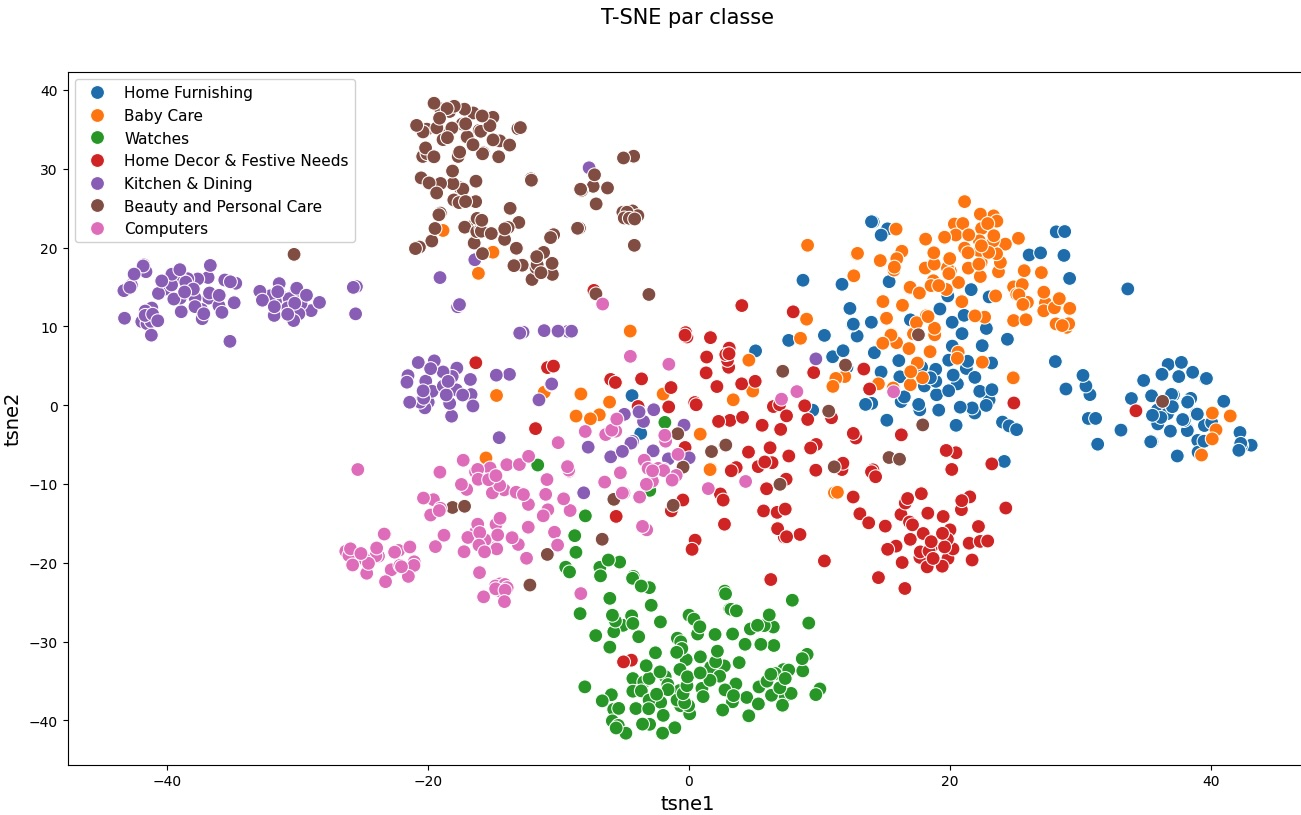 T-SNE par classe
Home Furnishing
Baby Care
Watches
Home Decor & Festive Needs
Kitchen & Dining
Beauty and Personal Care
Computers
40
30
20
10
0
−10
−20
−30
−40
tsne2
−40
−20
0
20
40
tsne1